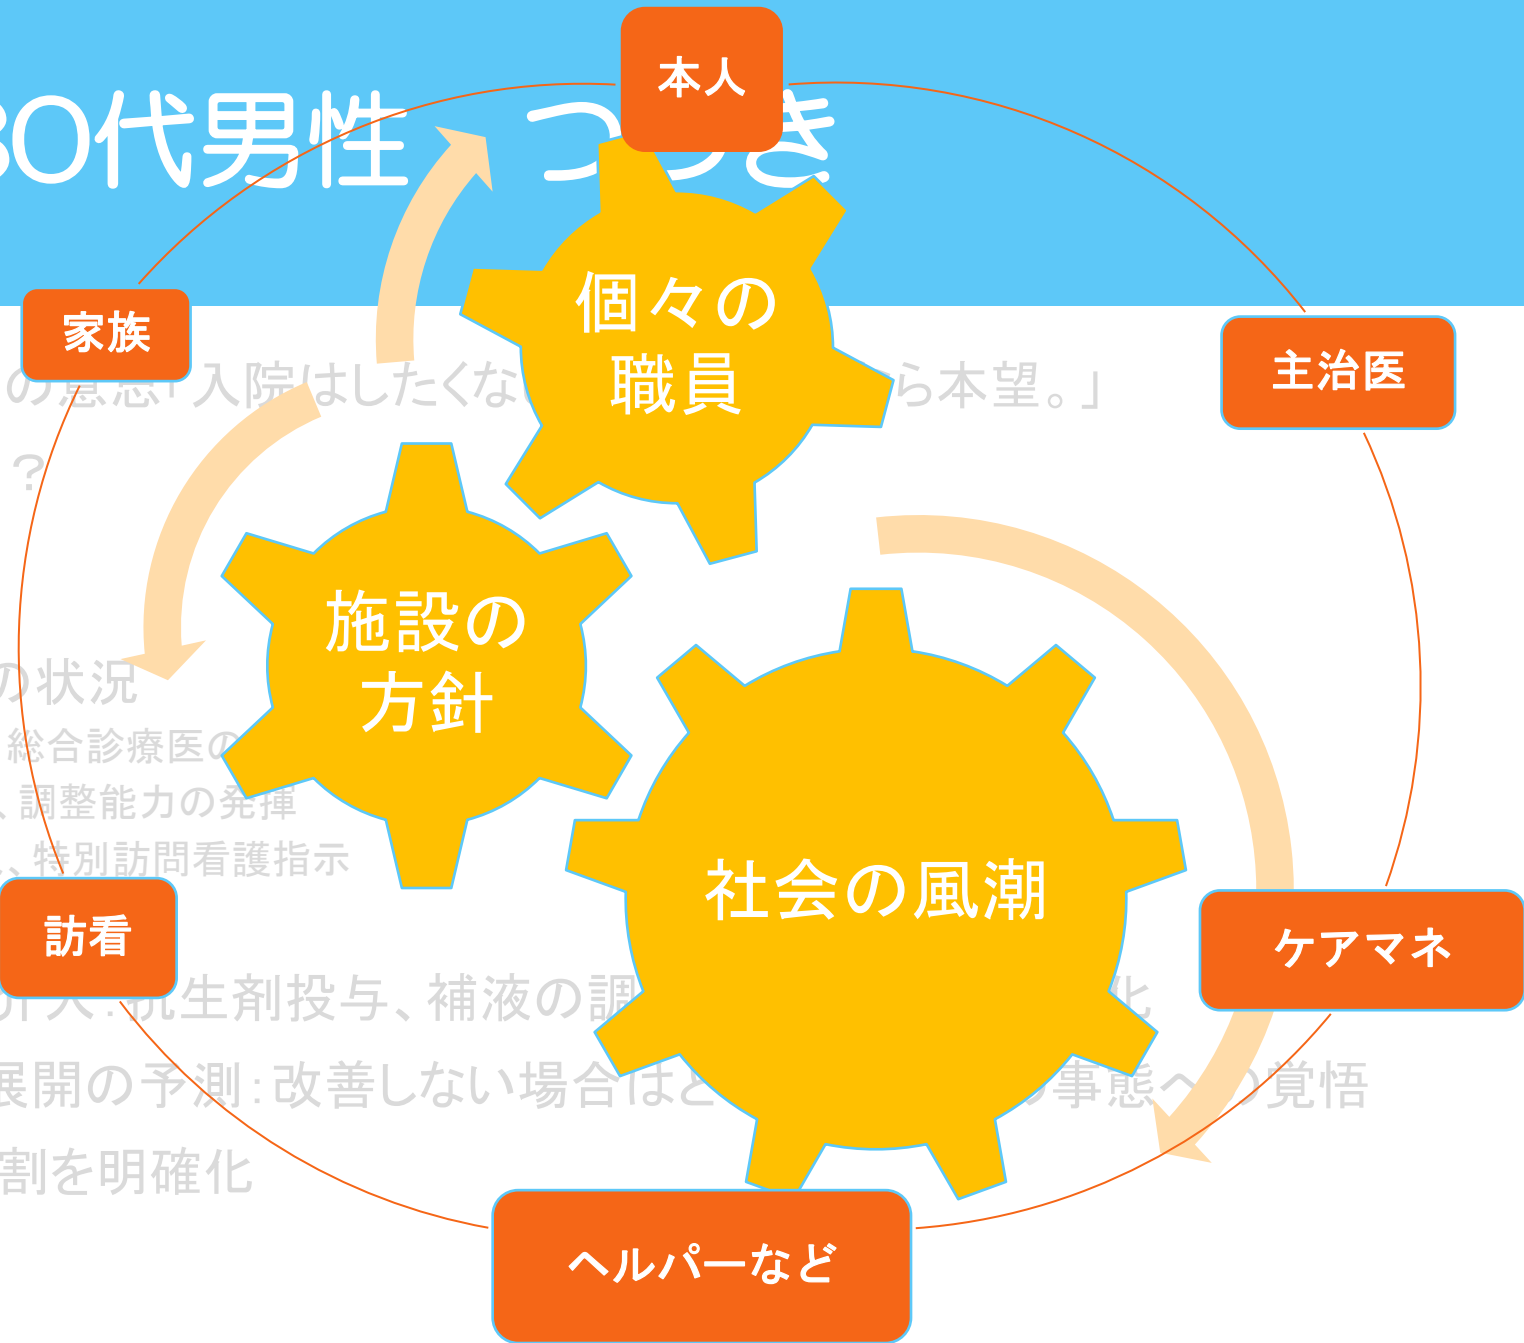 本人
80代男性　つづき
家族
個々の
職員
主治医
の意思「入院はしたくな
ら本望。」
？
施設の
方針
の状況
総合診療医の
、調整能力の発揮
、特別訪問看護指示
社会の風潮
訪看
ケアマネ
介入：抗生剤投与、補液の調
化
展開の予測：改善しない場合はど
の事態への覚悟
割を明確化
ヘルパーなど